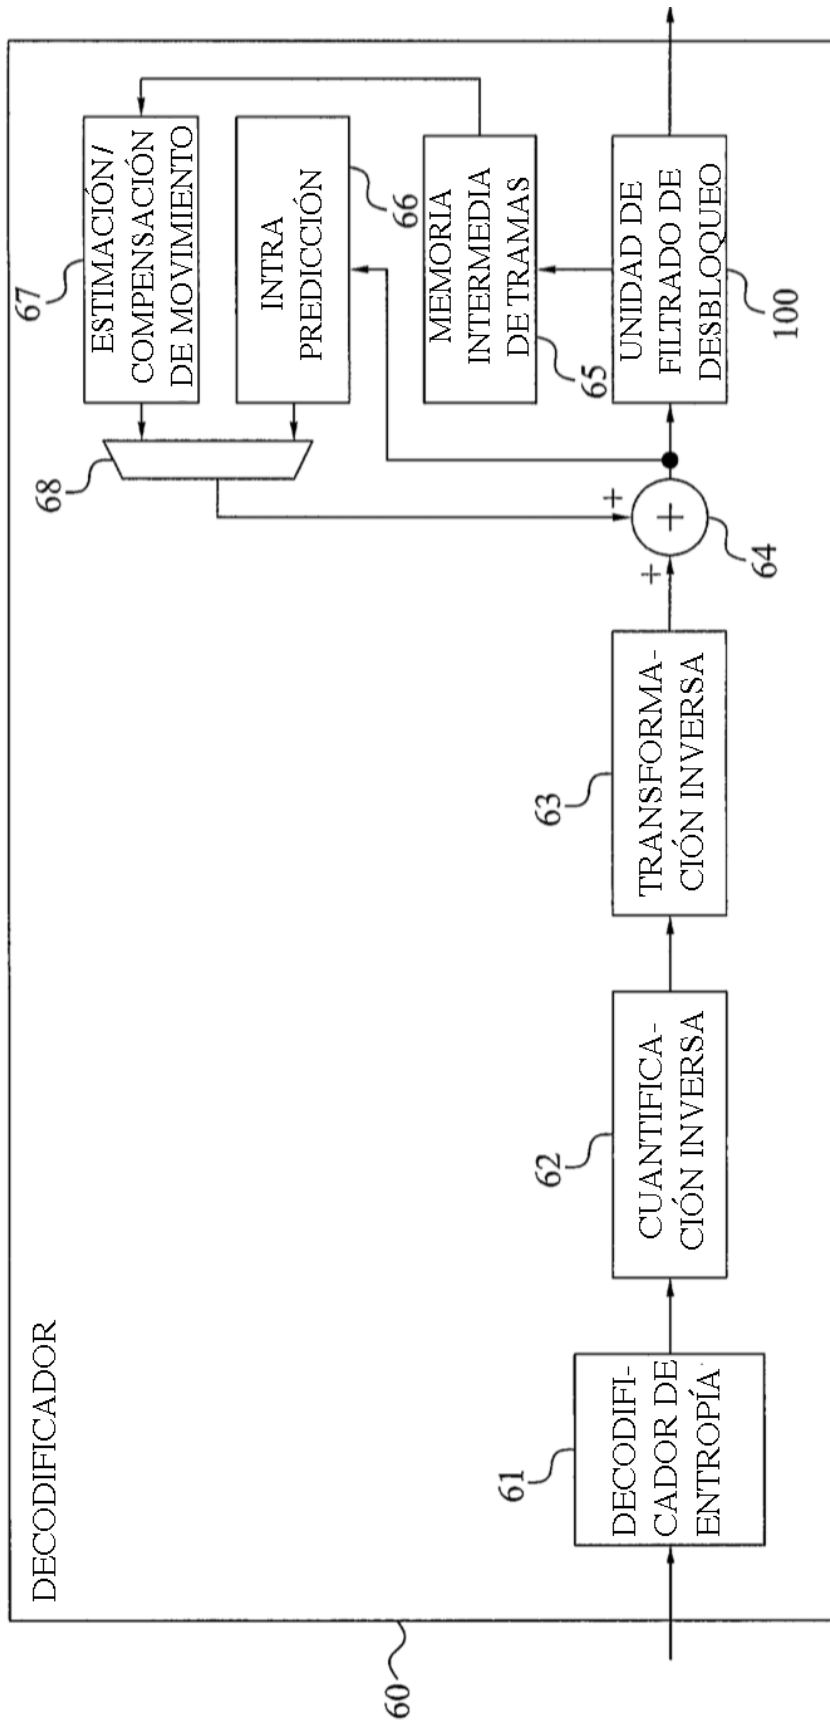 DECODIFICADOR
60
61
DECODIFI-
CADOR DE
ENTROPÍA
62
CUANTIFICA-
CIÓN INVERSA
63
TRANSFORMA-
CIÓN INVERSA
+
+
+
64
68
67
ESTIMACIÓN/
COMPENSACIÓN
DE MOVIMIENTO
INTRA
PREDICCIÓN
66
MEMORIA
INTERMEDIA
DE TRAMAS
65
UNIDAD DE
FILTRADO DE
DESBLOQUEO
100